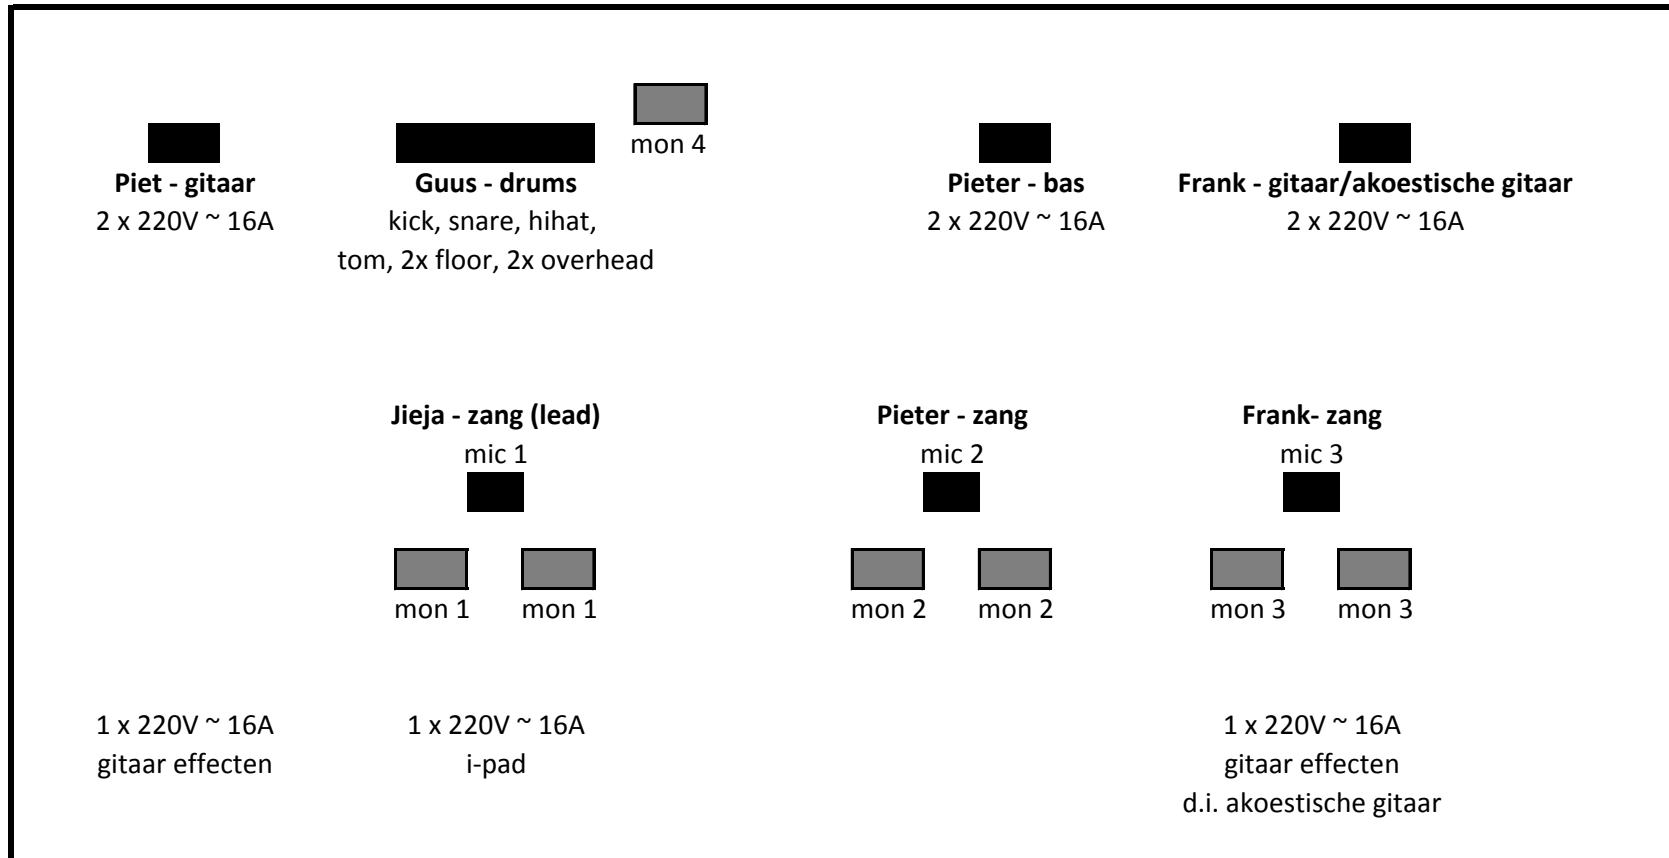 mon 4
Piet - gitaar
2 x 220V ~ 16A
Guus - drums
kick, snare, hihat,
tom, 2x floor, 2x overhead
Pieter - bas
2 x 220V ~ 16A
Frank - gitaar/akoestische gitaar
2 x 220V ~ 16A
Jieja - zang (lead)
mic 1
Pieter - zang
mic 2
Frank- zang
mic 3
mon 1
mon 1
mon 2
mon 2
mon 3
mon 3
1 x 220V ~ 16A
gitaar effecten
1 x 220V ~ 16A
i-pad
1 x 220V ~ 16A
gitaar effecten
d.i. akoestische gitaar